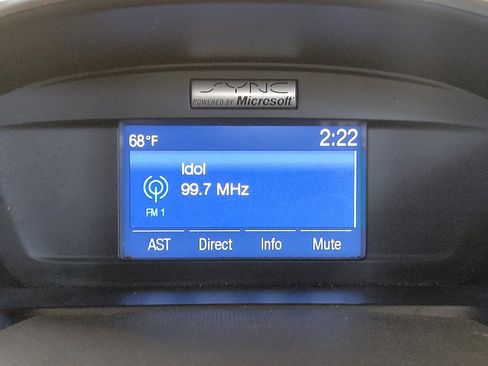 SYNC
POWERED BY Microsoft
68°F 2:22
Idol
99.7 MHz
FM 1
AST Direct Info Mute